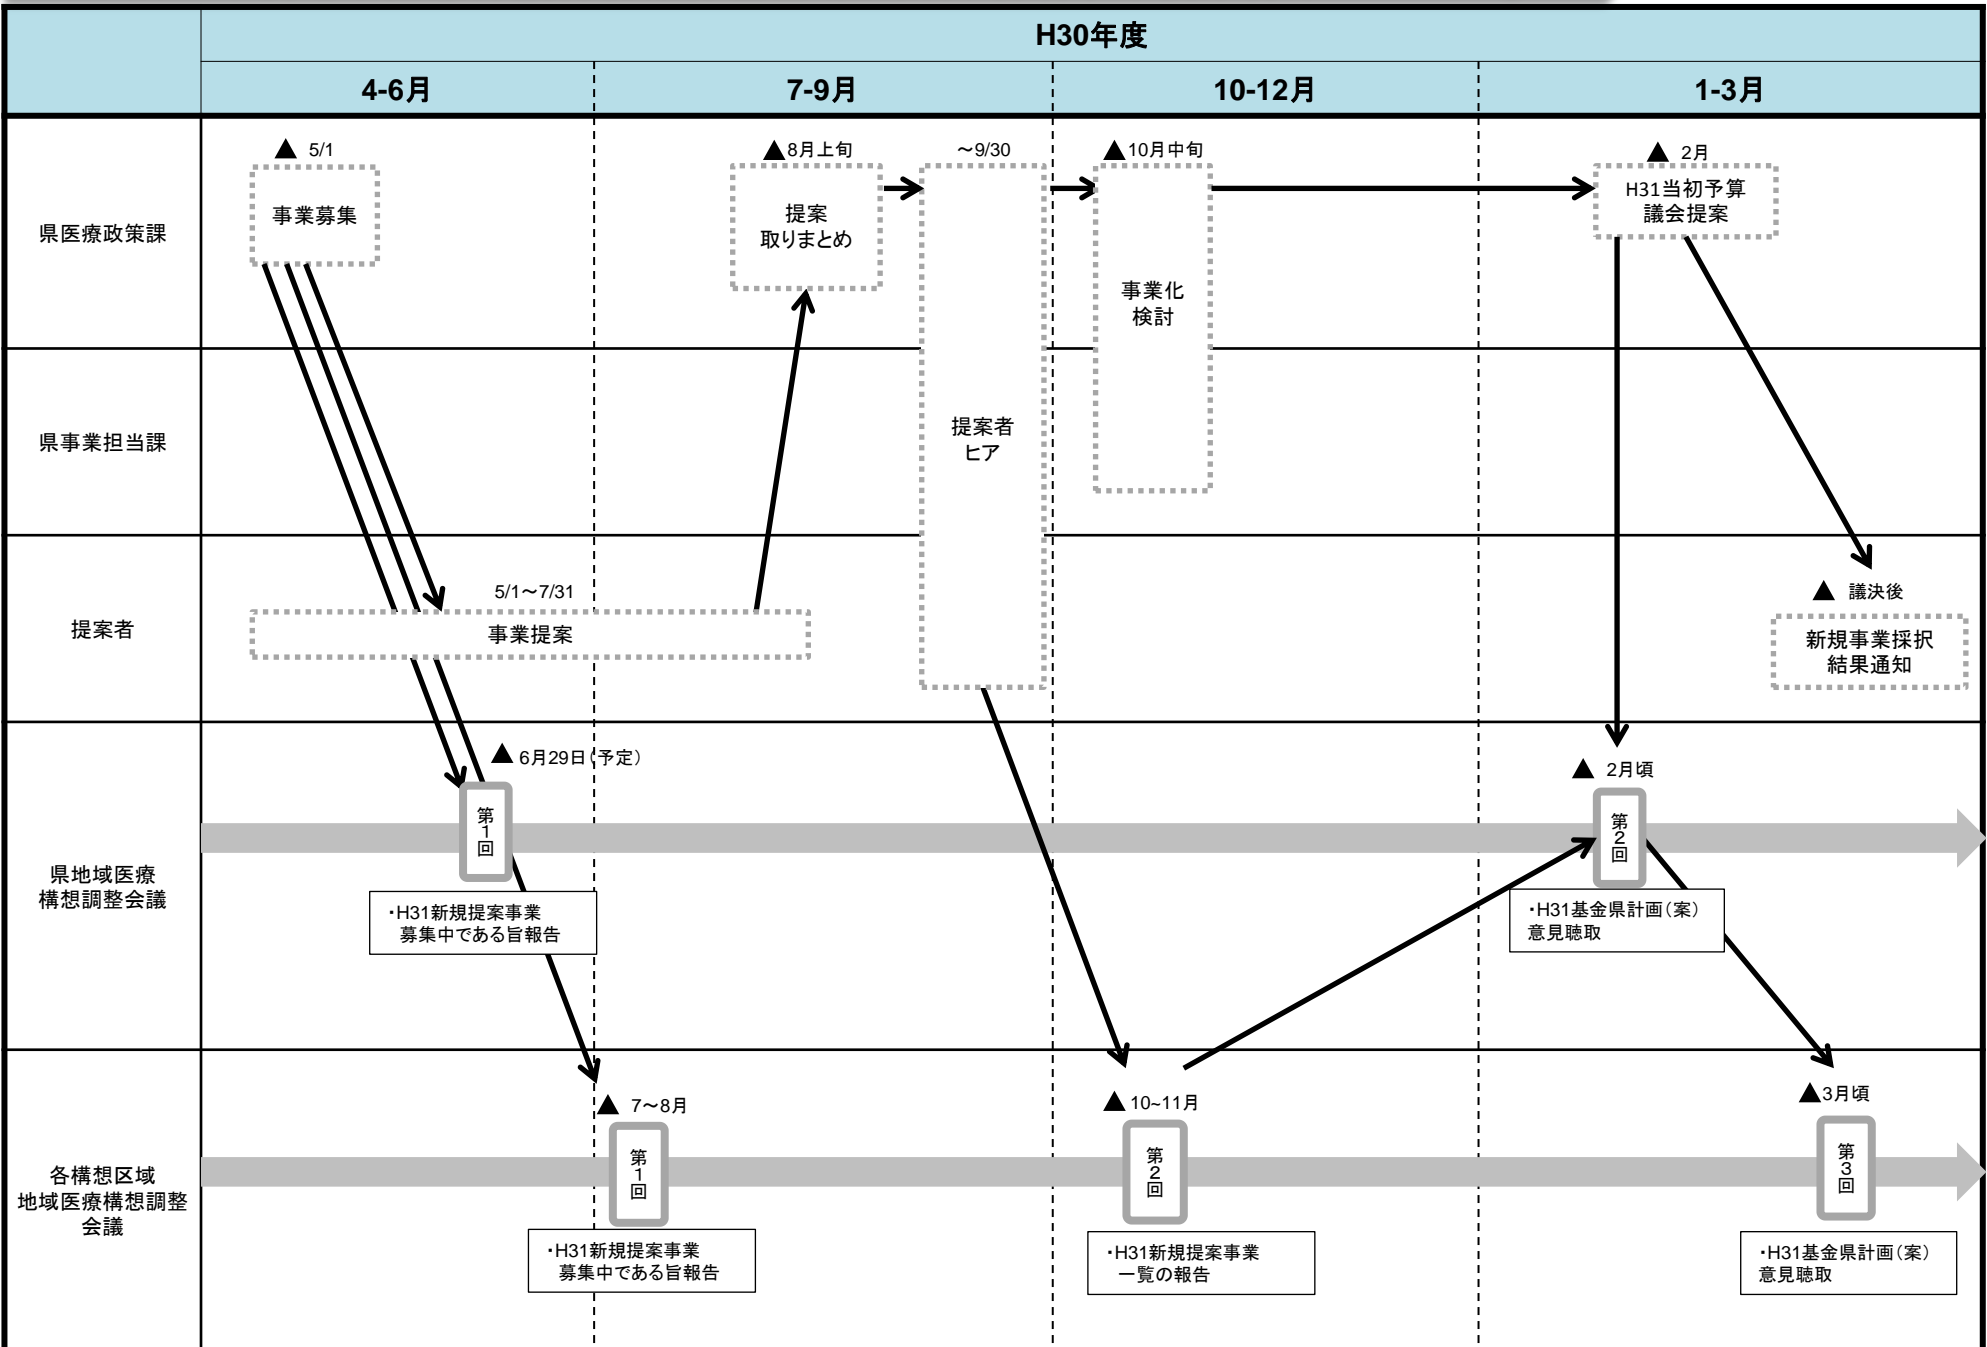 H30年度
4-6月
7-9月
10-12月
1-3月
県医療政策課
▲ 5/1
事業募集
▲8月上旬
提案
取りまとめ
～9/30
提案者
ヒア
▲10月中旬
事業化
検討
▲ 2月
H31当初予算
議会提案
県事業担当課
提案者
5/1～7/31
事業提案
▲ 議決後
新規事業採択
結果通知
県地域医療
構想調整会議
▲ 6月29日(予定)
第1回
・H31新規提案事業
募集中である旨報告
▲ 2月頃
第2回
・H31基金県計画(案)
意見聴取
各構想区域
地域医療構想調整
会議
▲ 7～8月
第1回
・H31新規提案事業
募集中である旨報告
▲ 10~11月
第2回
・H31新規提案事業
一覧の報告
▲3月頃
第3回
・H31基金県計画(案)
意見聴取